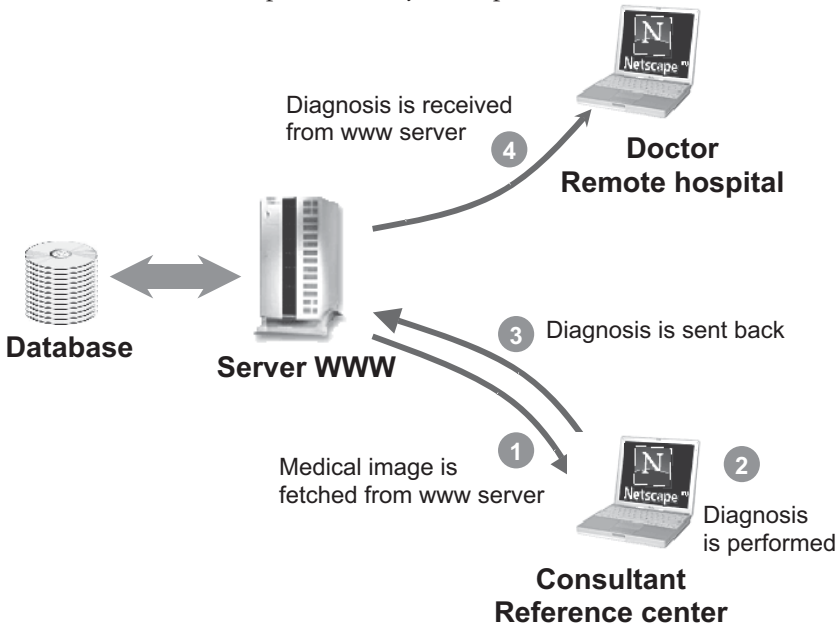 N
Netscape
Diagnosis is received
from www server
4
Doctor
Remote hospital
Database
Server WWW
3
Diagnosis is sent back
1
Medical image is
fetched from www server
N
Netscape
2
Diagnosis
is performed
Consultant
Reference center